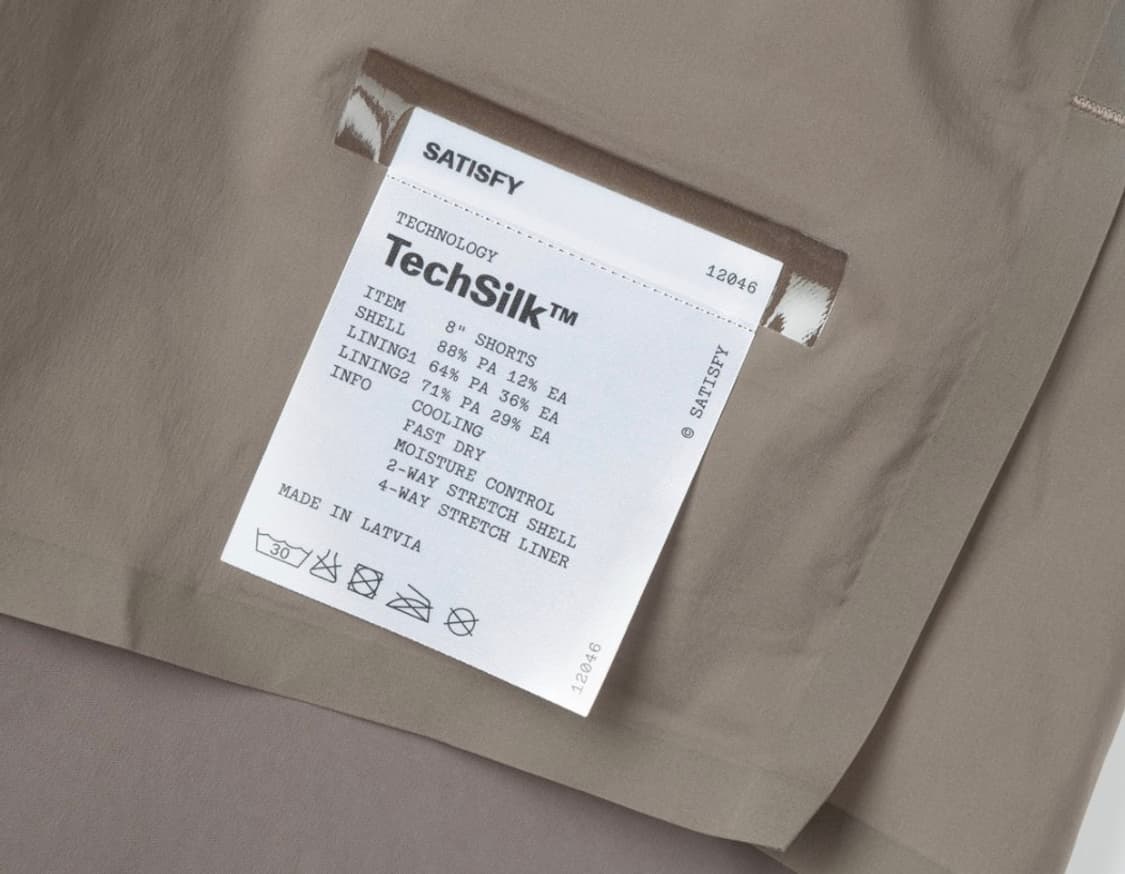 SATISFY
12046
TECHNOLOGY
TechSilk™
ITEM 8" SHORTS
SHELL 88% PA 12% EA
LINING1 64% PA 36% EA
LINING2 71% PA 29% EA
INFO COOLING
FAST DRY
MOISTURE CONTROL
2-WAY STRETCH SHELL
4-WAY STRETCH LINER
MADE IN LATVIA
30
© SATISFY
12046